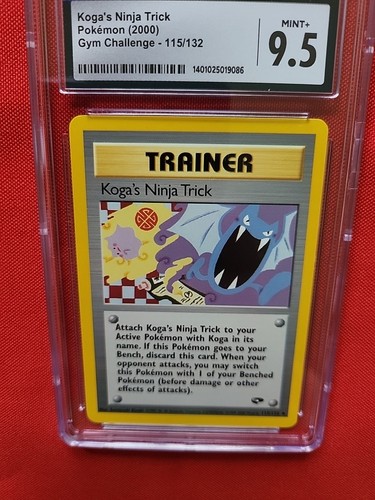 Koga's Ninja Trick
Pokémon (2000)
Gym Challenge - 115/132
MINT+
9.5
1401025019086
TRAINER
Koga's Ninja Trick
Attach Koga's Ninja Trick to your
Active Pokémon with Koga in its
name. If this Pokémon goes to your
Bench, discard this card. When your
opponent attacks, you may switch
this Pokémon with 1 of your Benched
Pokémon (before damage or other
effects of attacks).